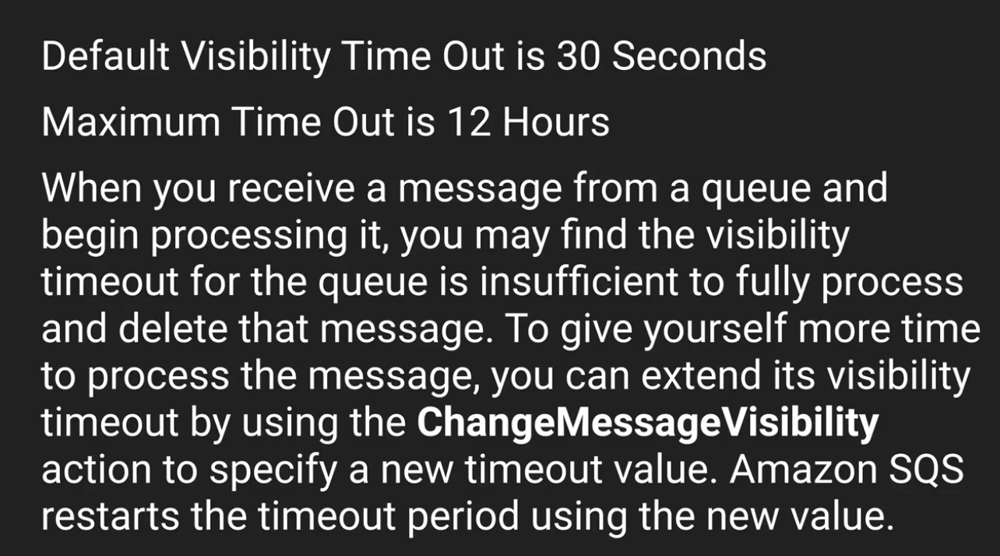 Default Visibility Time Out is 30 Seconds
Maximum Time Out is 12 Hours
When you receive a message from a queue and
begin processing it, you may find the visibility
timeout for the queue is insufficient to fully process
and delete that message. To give yourself more time
to process the message, you can extend its visibility
timeout by using the ChangeMessageVisibility
action to specify a new timeout value. Amazon SQS
restarts the timeout period using the new value.